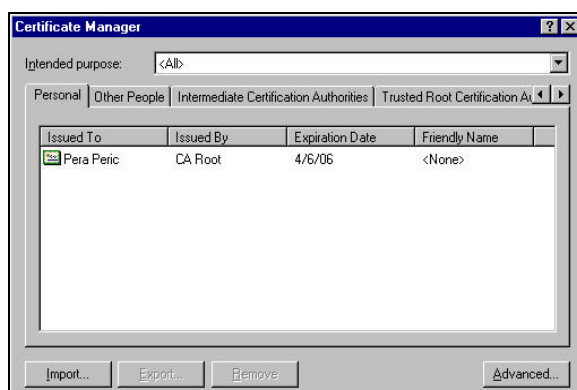 Certificate Manager
Intended purpose: <All>
Personal Other People Intermediate Certification Authorities Trusted Root Certification Au
Issued To Issued By Expiration Date Friendly Name
Pera Peric CA Root 4/6/06 <None>
Import... Export... Remove Advanced...